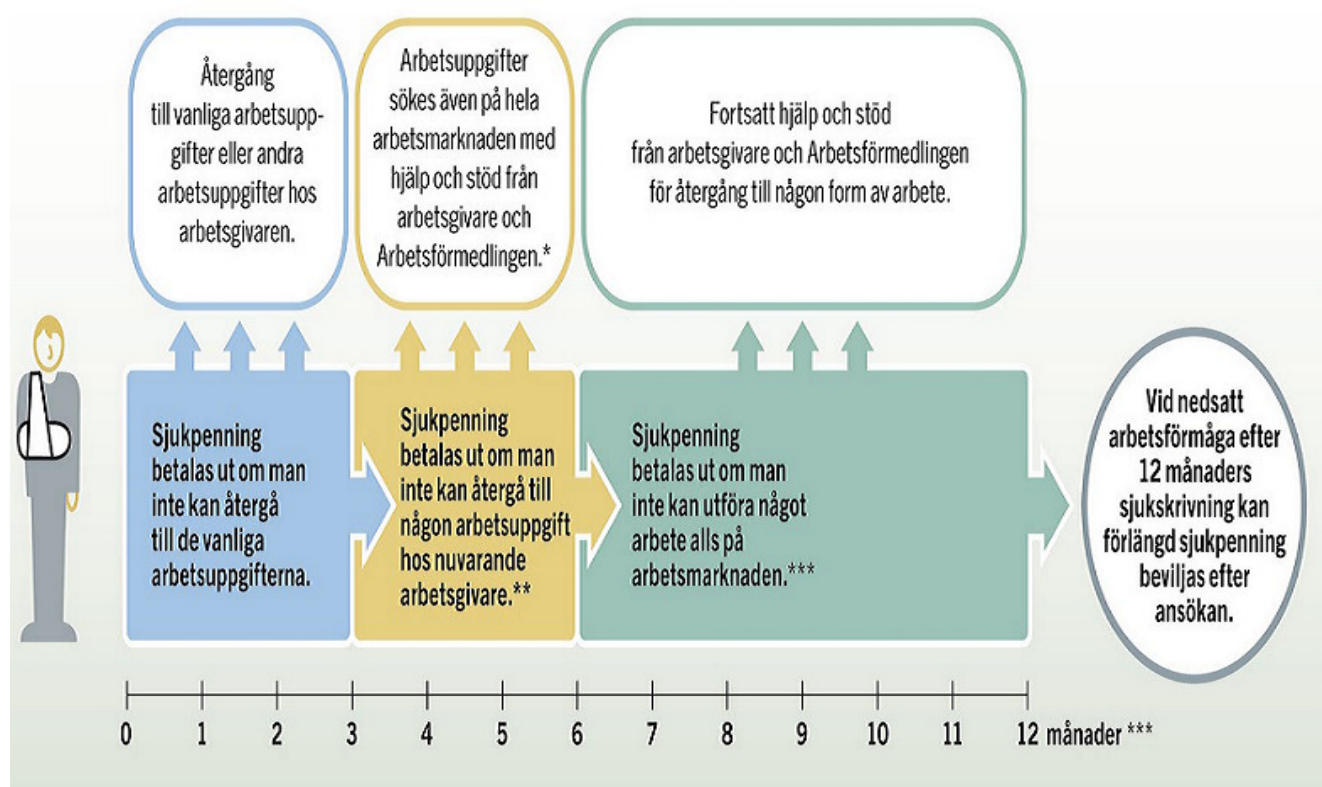 Återgång
till vanliga arbetsupp-
gifter eller andra
arbetsuppgifter hos
arbetsgivaren.
Arbetsuppgifter
sökes även på hela
arbetsmarknaden med
hjälp och stöd från
arbetsgivare och
Arbetsförmedlingen.*
Fortsatt hjälp och stöd
från arbetsgivare och Arbetsförmedlingen
för återgång till någon form av arbete.
Sjukpenning
betalas ut om man
inte kan återgå
till de vanliga
arbetsuppgifterna.
Sjukpenning
betalas ut om man
inte kan återgå till
någon arbetsuppgift
hos nuvarande
arbetsgivare.**
Sjukpenning
betalas ut om man
inte kan utföra något
arbete alls på
arbetsmarknaden.***
Vid nedsatt
arbetsförmåga efter
12 månaders
sjukskrivning kan
förlängd sjukpenning
beviljas efter
ansökan.
0 1 2 3 4 5 6 7 8 9 10 11 12 månader ***